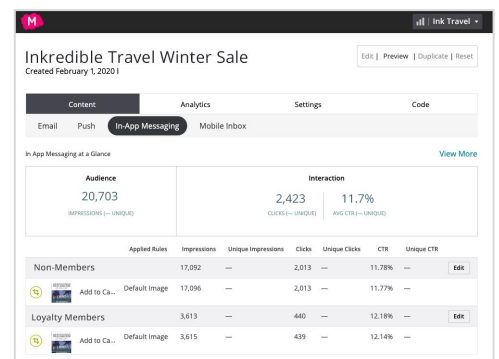 M
Ink Travel
Inkredible Travel Winter Sale
Created February 1, 2020 I
Edit | Preview | Duplicate | Reset
Content Analytics Settings Code
Email Push In-App Messaging Mobile Inbox
In App Messaging at a Glance View More
Audience Interaction
20,703 2,423 11.7%
IMPRESSIONS (— UNIQUE) CLICKS (— UNIQUE) AVG CTR (— UNIQUE)
Applied Rules Impressions Unique Impressions Clicks Unique Clicks CTR Unique CTR
Non-Members 17,092 — 2,013 — 11.78% — Edit
Add to Ca... Default Image 17,096 — 2,013 — 11.77% —
Loyalty Members 3,613 — 440 — 12.18% — Edit
Add to Ca... Default Image 3,615 — 439 — 12.14% —